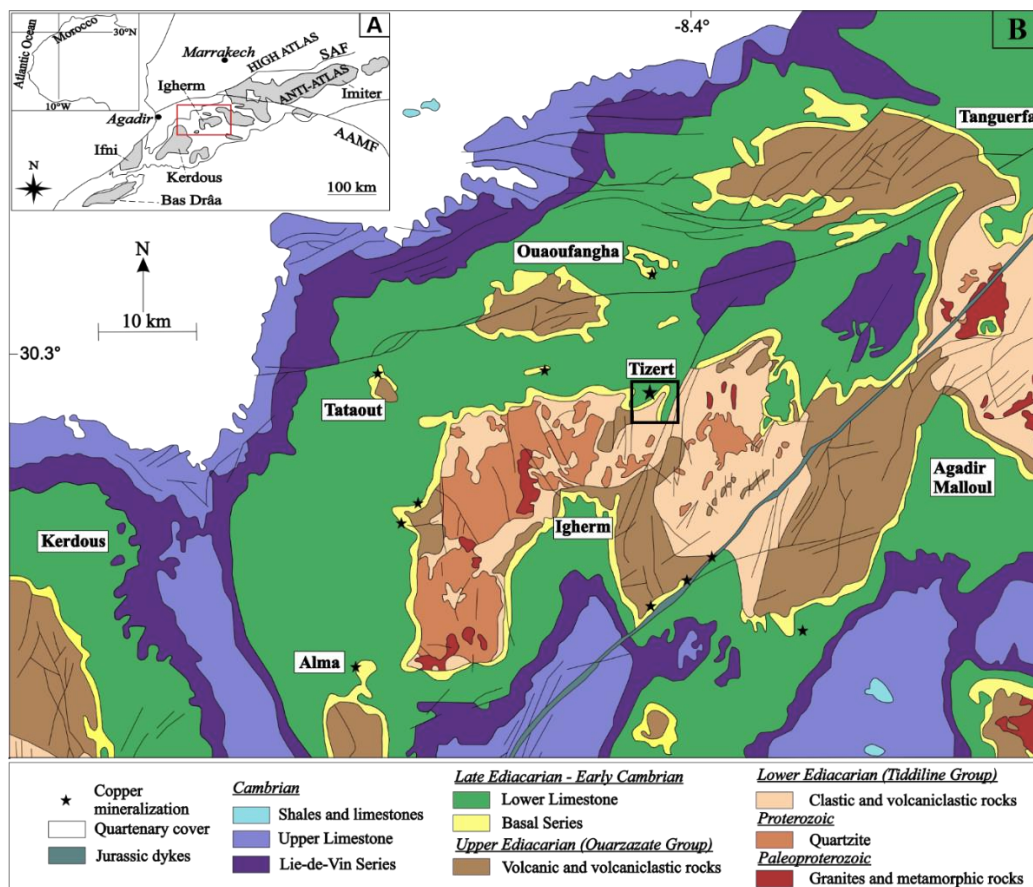 Atlantic Ocean
Morocco
30°N
10°W
A
HIGH ATLAS
SAF
Marrakech
ANTI-ATLAS
Igherm
Imiter
Agadir
AAMF
Ifni
N
Kerdous
100 km
Bas Drâa
-8.4°
B
Tanguerfa
Ouaoufangha
N
10 km
30.3°
Tizert
Tataout
Agadir
Malloul
Igherm
Kerdous
Alma
Copper
mineralization
Quartenary cover
Jurassic dykes
Cambrian
Shales and limestones
Upper Limestone
Lie-de-Vin Series
Late Ediacarian - Early Cambrian
Lower Limestone
Basal Series
Upper Ediacarian (Ouarzazate Group)
Volcanic and volcaniclastic rocks
Lower Ediacarian (Tiddiline Group)
Clastic and volcaniclastic rocks
Proterozoic
Quartzite
Paleoproterozoic
Granites and metamorphic rocks